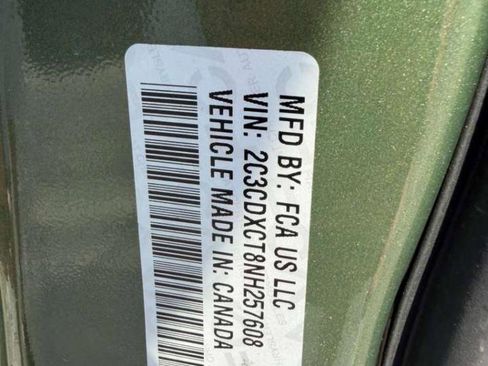 MFD BY: FCA US LLC
VIN: 2C3CDXCT8NH257608
VEHICLE MADE IN: CANADA